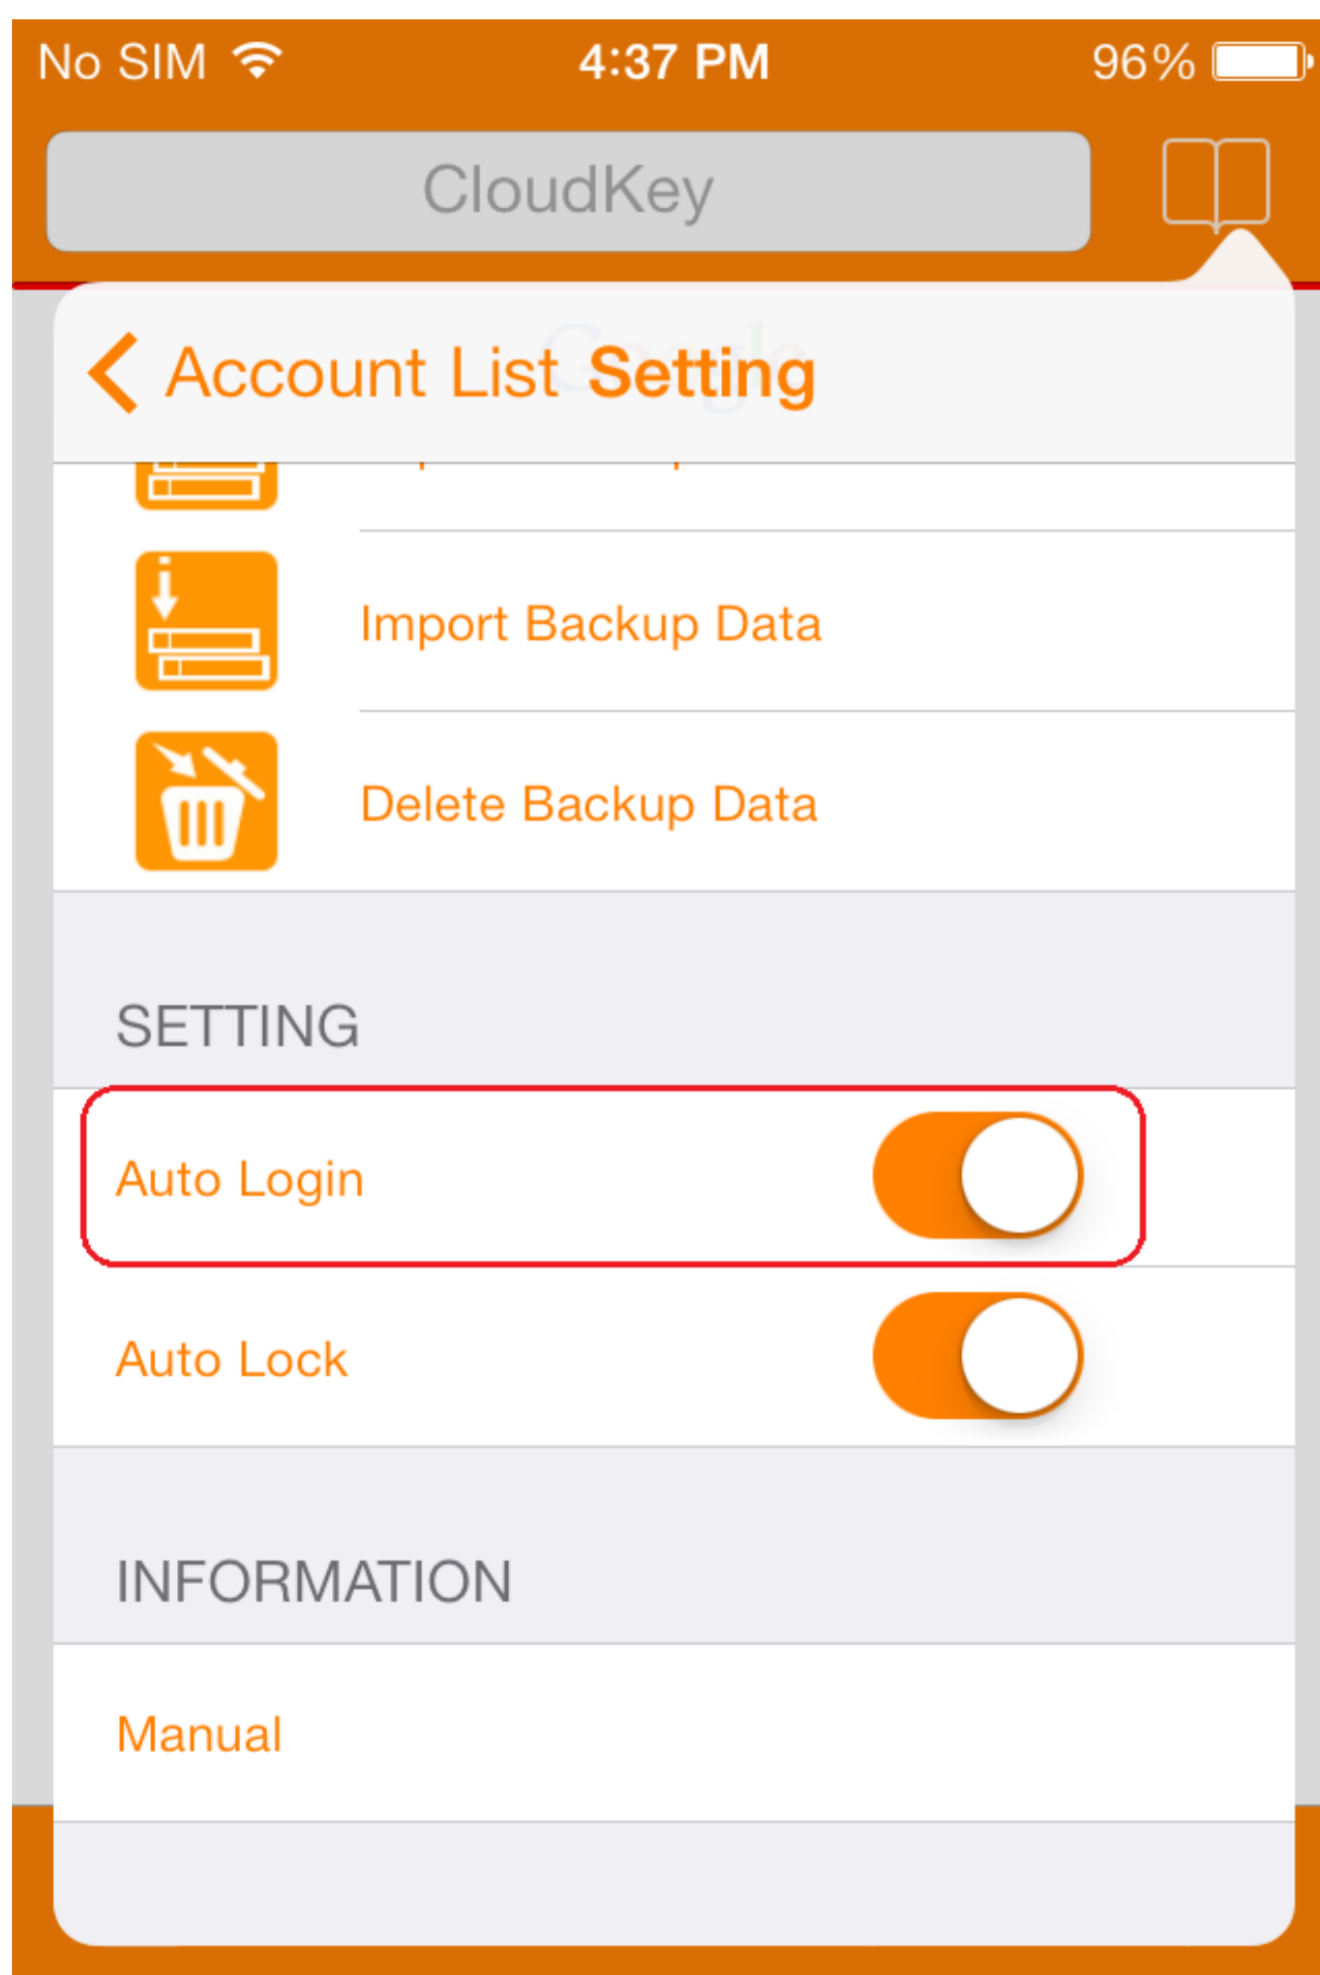 No SIM 4:37 PM 96%
CloudKey
Account List Setting
Import Backup Data
Delete Backup Data
SETTING
Auto Login
Auto Lock
INFORMATION
Manual